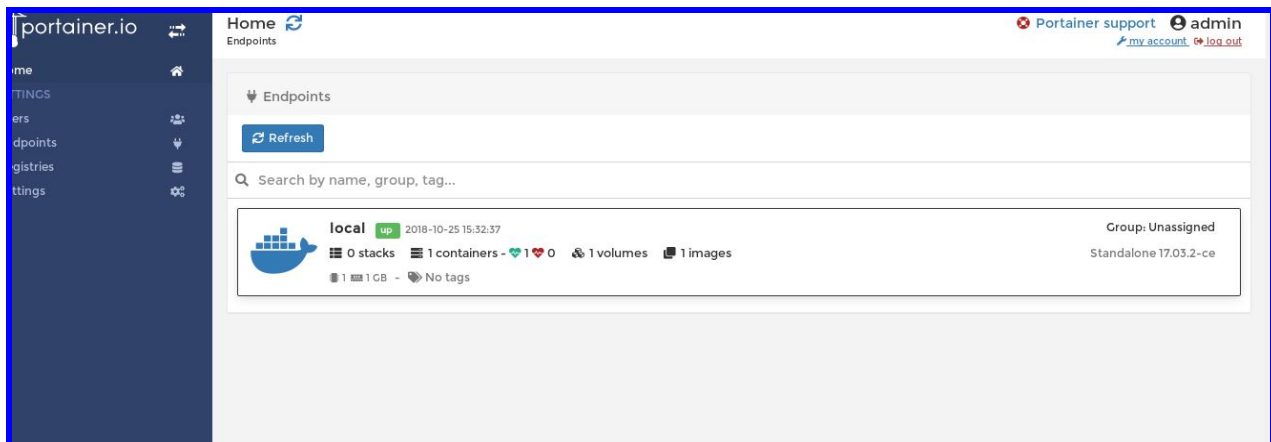 portainer.io
Home
Endpoints
Portainer support admin
my account log out
ome
TTINGS
ers
dpoints
gistries
ttings
Endpoints
Refresh
Search by name, group, tag...
local up 2018-10-25 15:32:37
Group: Unassigned
0 stacks 1 containers - 1 0 1 volumes 1 images
Standalone 17.03.2-ce
1 1 GB - No tags